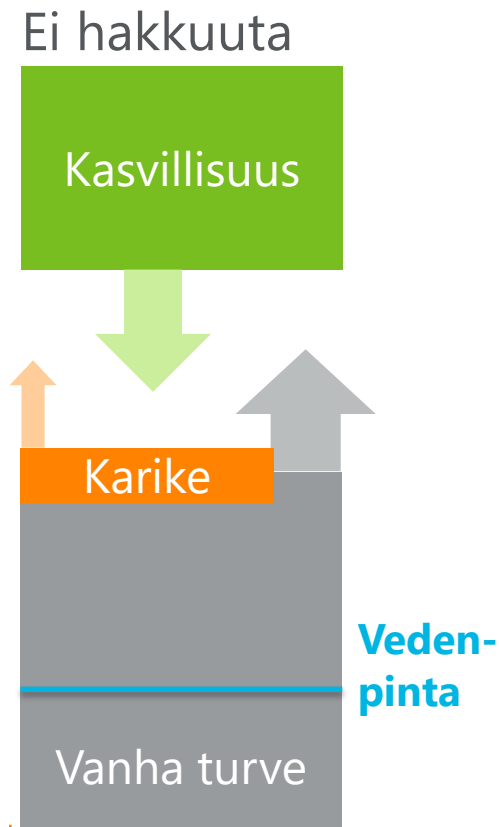 Ei hakkuuta
Kasvillisuus
Karike
Veden-
pinta
Vanha turve